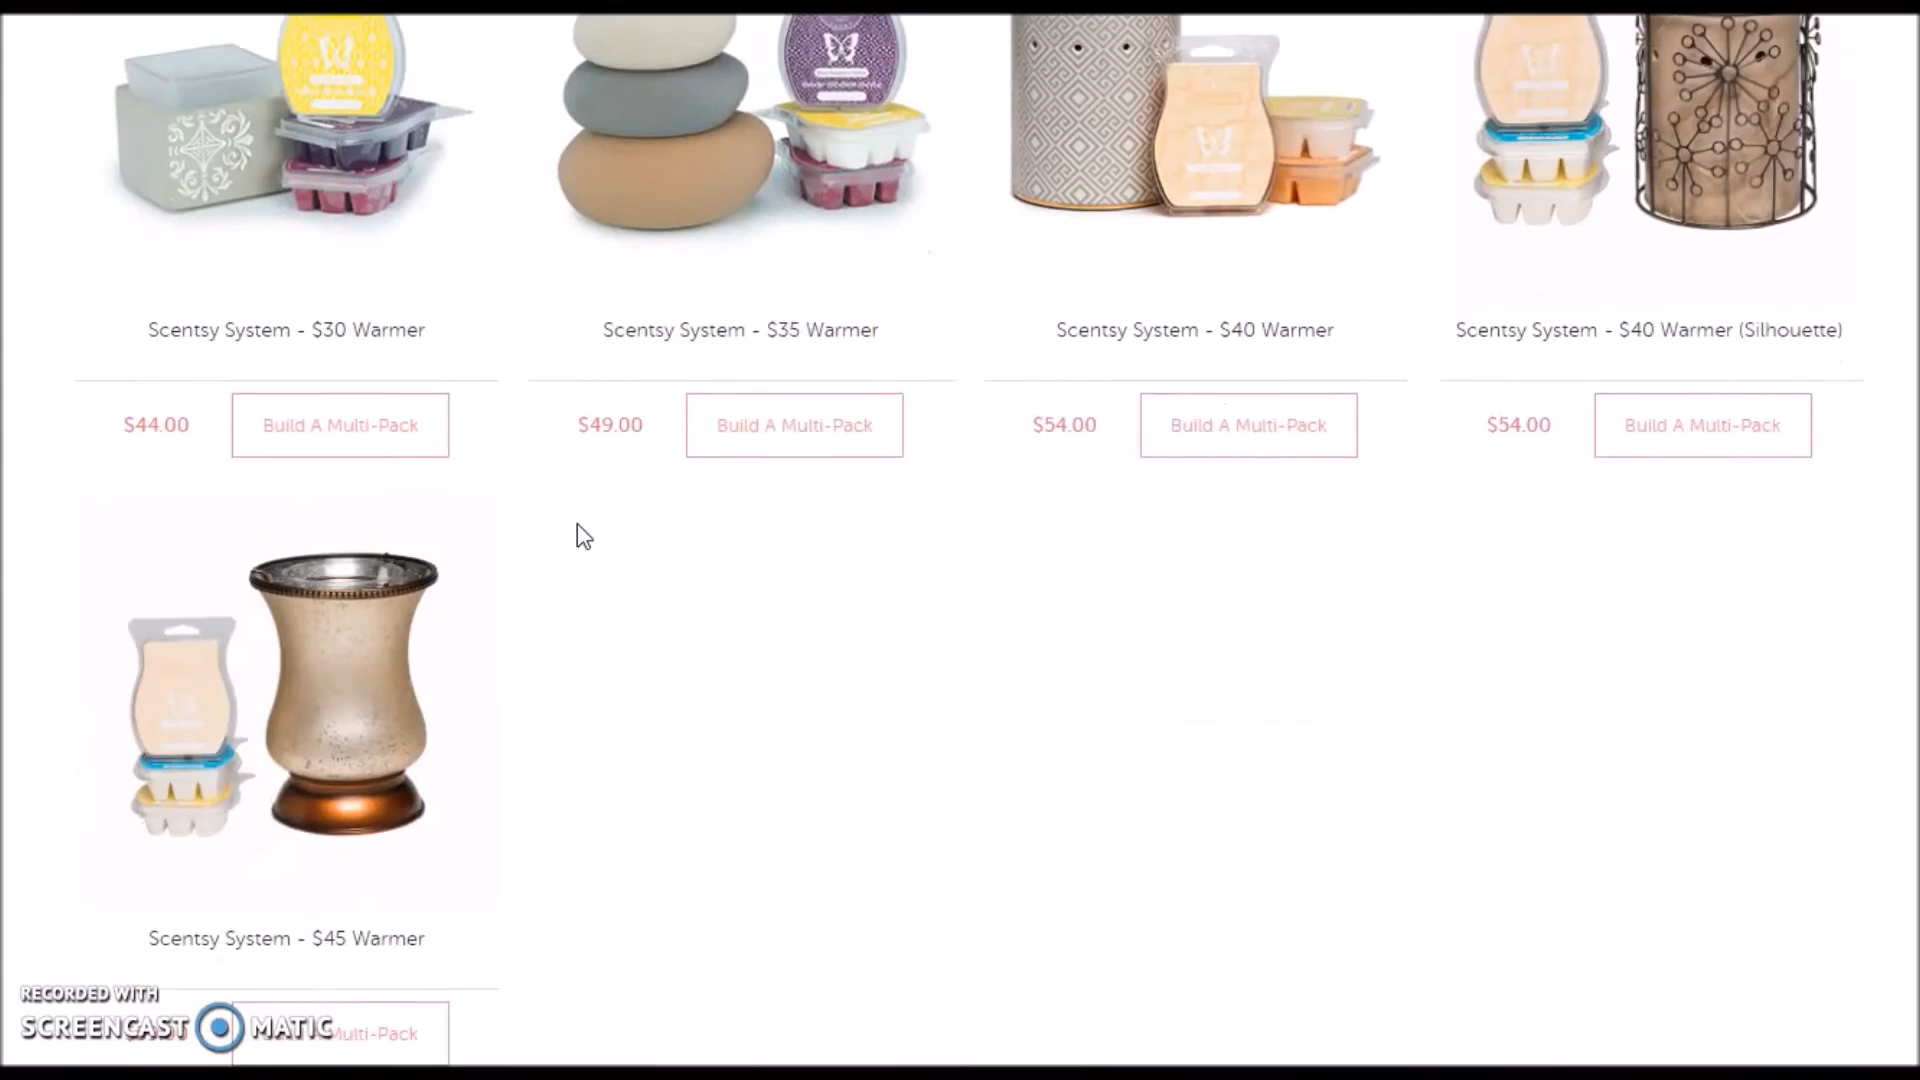 Scentsy System - $30 Warmer
Scentsy System - $35 Warmer
Scentsy System - $40 Warmer
Scentsy System - $40 Warmer (Silhouette)
$44.00 Build A Multi-Pack
$49.00 Build A Multi-Pack
$54.00 Build A Multi-Pack
$54.00 Build A Multi-Pack
Scentsy System - $45 Warmer
Multi-Pack
RECORDED WITH
SCREENCAST MATIC